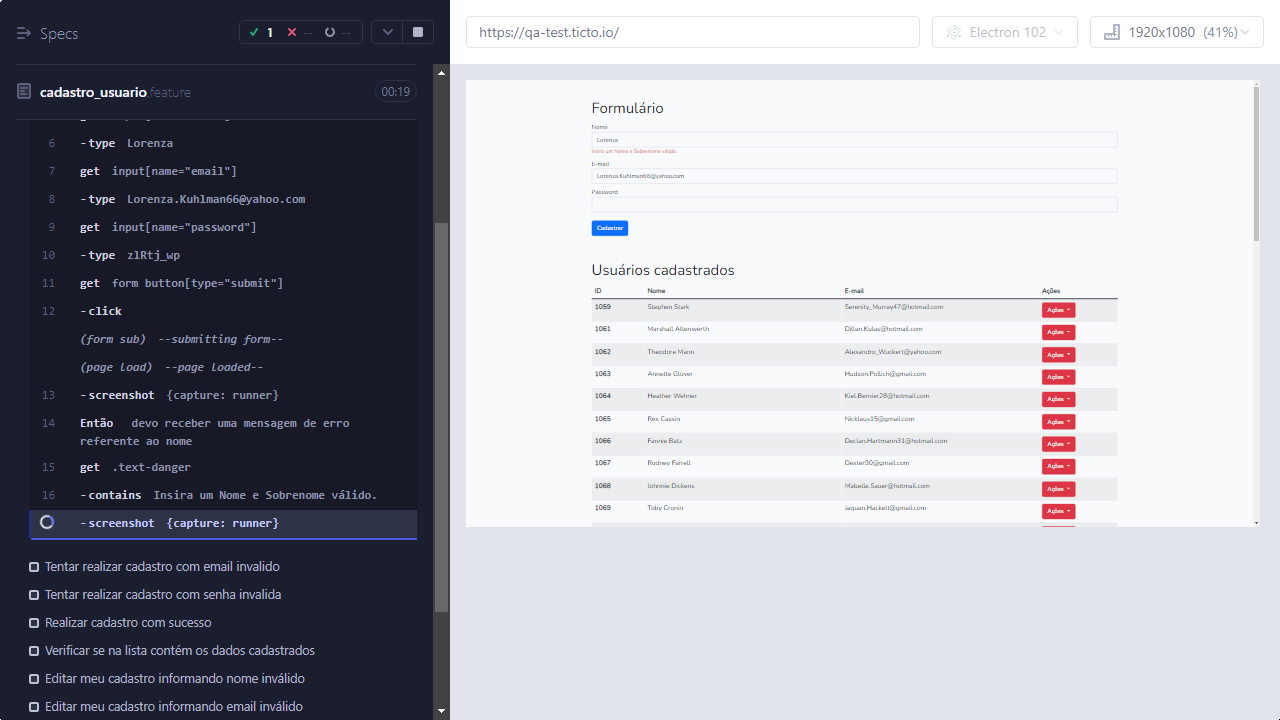 Specs
1
--
--
cadastro_usuario.feature
00:19
6 -type Lorenza
7 get input[name="email"]
8 -type Lorenza.Kuhlman66@yahoo.com
9 get input[name="password"]
10 -type zlRtj_wp
11 get form button[type="submit"]
12 -click
(form sub) --submitting form--
(page load) --page loaded--
13 -screenshot {capture: runner}
14 Então devo receber uma mensagem de erro
referente ao nome
15 get .text-danger
16 -contains Insira um Nome e Sobrenome válido.
-screenshot {capture: runner}
Tentar realizar cadastro com email invalido
Tentar realizar cadastro com senha invalida
Realizar cadastro com sucesso
Verificar se na lista contém os dados cadastrados
Editar meu cadastro informando nome inválido
Editar meu cadastro informando email inválido
https://qa-test.ticto.io/
Electron 102
1920x1080 (41%)
Formulário
Nome
Lorenza
Insira um Nome e Sobrenome válido.
E-mail
Lorenza.Kuhlman66@yahoo.com
Password
Cadastrar
Usuários cadastrados
ID Nome E-mail Ações
1059 Stephen Stark Serenity_Murray47@hotmail.com Ações
1061 Marshall Altenwerth Dillan.Kulas@hotmail.com Ações
1062 Theodore Mann Alexandro_Wuckert@yahoo.com Ações
1063 Annette Glover Hudson.Pollich@gmail.com Ações
1064 Heather Wehner Kiel.Bernier28@hotmail.com Ações
1065 Rex Cassin Nicklaus15@gmail.com Ações
1066 Fannie Batz Declan.Hartmann31@hotmail.com Ações
1067 Rodney Farrell Dexter90@gmail.com Ações
1068 Johnnie Dickens Mabelle.Sauer@hotmail.com Ações
1069 Toby Cronin Jaquan.Hackett@gmail.com Ações